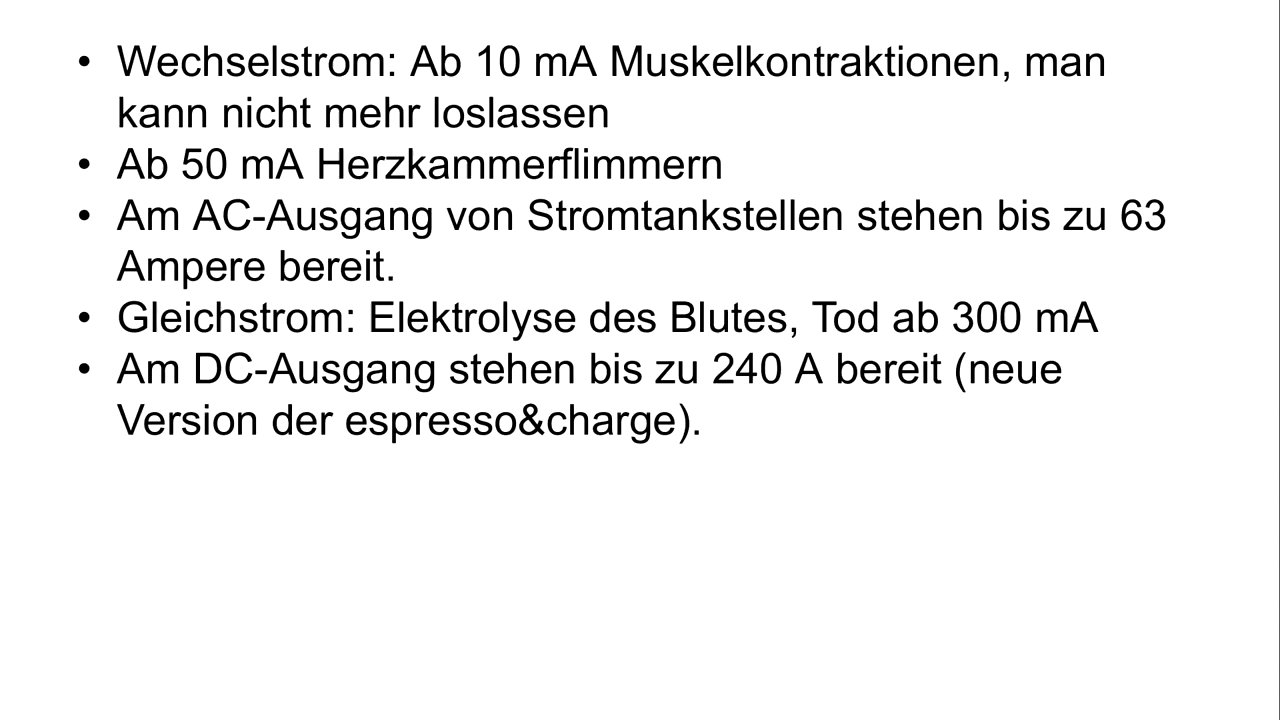 • Wechselstrom: Ab 10 mA Muskelkontraktionen, man
kann nicht mehr loslassen
• Ab 50 mA Herzkammerflimmern
• Am AC-Ausgang von Stromtankstellen stehen bis zu 63
Ampere bereit.
• Gleichstrom: Elektrolyse des Blutes, Tod ab 300 mA
• Am DC-Ausgang stehen bis zu 240 A bereit (neue
Version der espresso&charge).